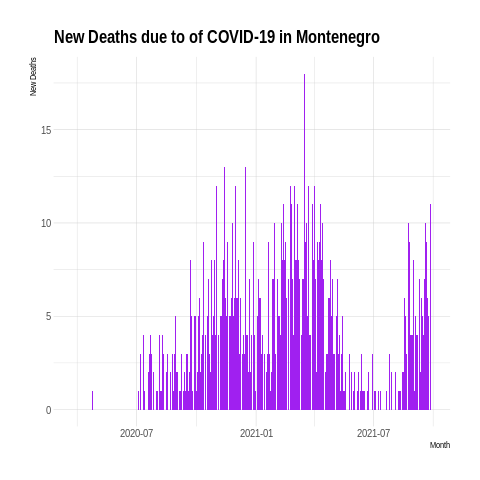 New Deaths due to of COVID-19 in Montenegro
New Deaths
15
10
5
0
2020-07 2021-01 2021-07
Month